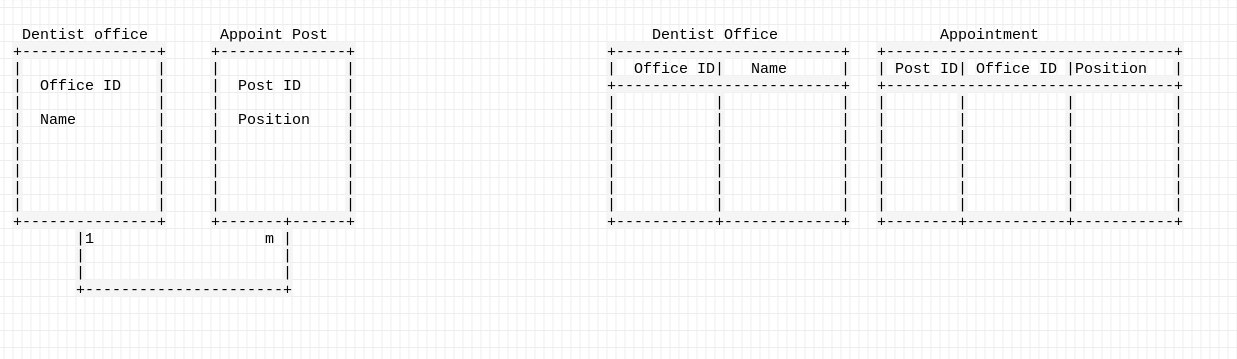 Dentist office Appoint Post Dentist Office Appointment
Office ID Name Post ID Office ID Position
Office ID Post ID
Name Position
1 m